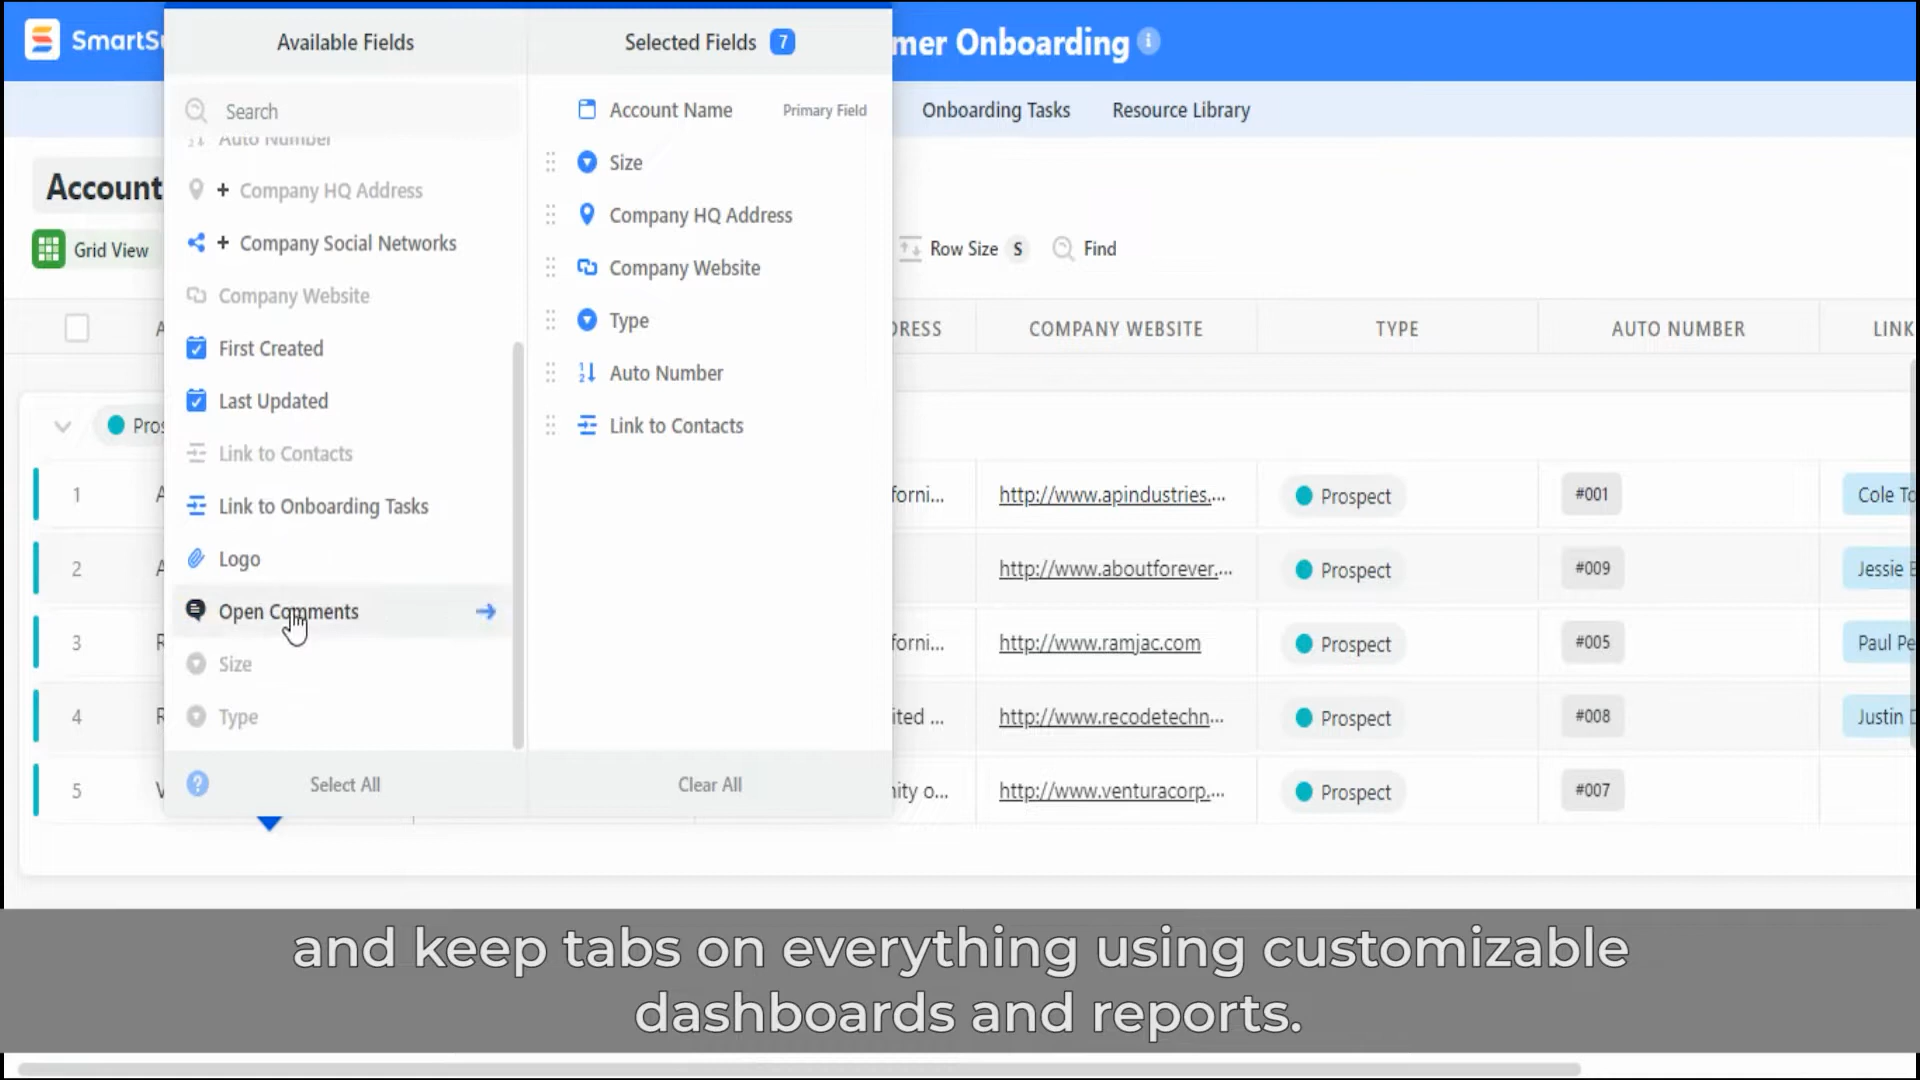 SmartSu
Available Fields
Selected Fields 7
mer Onboarding
Search
Auto Number
+ Company HQ Address
+ Company Social Networks
Company Website
First Created
Last Updated
Link to Contacts
Link to Onboarding Tasks
Logo
Open Comments
Size
Type
Select All
Account Name Primary Field
Size
Company HQ Address
Company Website
Type
Auto Number
Link to Contacts
Clear All
Onboarding Tasks Resource Library
Account
Grid View
Row Size S Find
A DRESS COMPANY WEBSITE TYPE AUTO NUMBER LINK
Pros
1 A forni... http://www.apindustries.... Prospect #001 Cole To
2 A http://www.aboutforever.... Prospect #009 Jessie B
3 R forni... http://www.ramjac.com Prospect #005 Paul Pe
4 R ited ... http://www.recodetechn... Prospect #008 Justin D
5 V nity o... http://www.venturacorp.... Prospect #007
and keep tabs on everything using customizable
dashboards and reports.